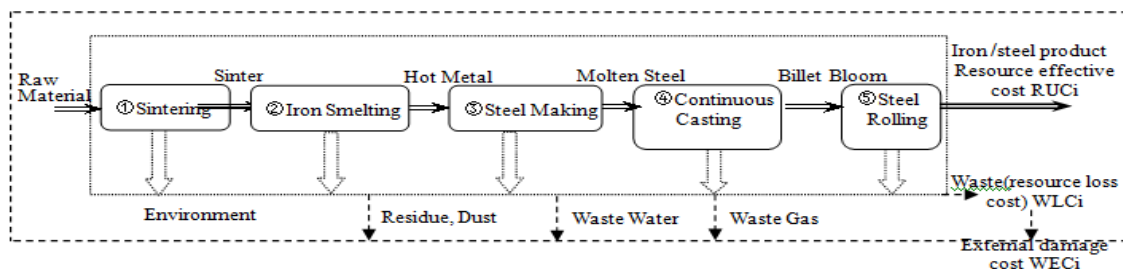 Raw
Material
①Sintering
Sinter
②Iron Smelting
Hot Metal
③Steel Making
Molten Steel
④Continuous
Casting
Billet Bloom
⑤Steel
Rolling
Iron/steel product
Resource effective
cost RUCi
Environment
Residue, Dust
Waste Water
Waste Gas
Waste(resource loss
cost) WLCi
External damage
cost WECi